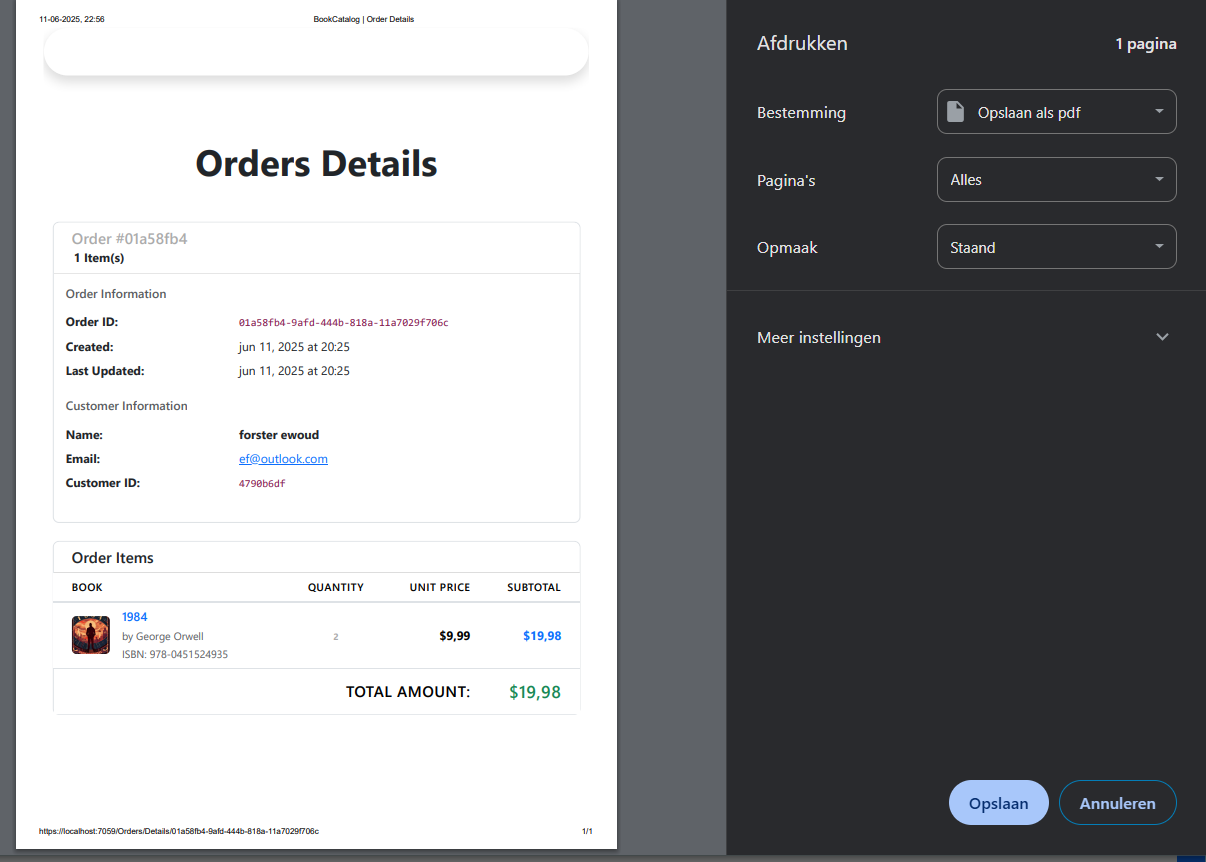 11-06-2025, 22:56 BookCatalog | Order Details
Orders Details
Order #01a58fb4
1 Item(s)
Order Information
Order ID: 01a58fb4-9afd-444b-818a-11a7029f706c
Created: jun 11, 2025 at 20:25
Last Updated: jun 11, 2025 at 20:25
Customer Information
Name: forster ewoud
Email: ef@outlook.com
Customer ID: 4790b6df
Order Items
BOOK QUANTITY UNIT PRICE SUBTOTAL
1984
by George Orwell
ISBN: 978-0451524935
2 $9,99 $19,98
TOTAL AMOUNT: $19,98
https://localhost:7059/Orders/Details/01a58fb4-9afd-444b-818a-11a7029f706c 1/1
Afdrukken 1 pagina
Bestemming Opslaan als pdf
Pagina's Alles
Opmaak Staand
Meer instellingen
Opslaan Annuleren